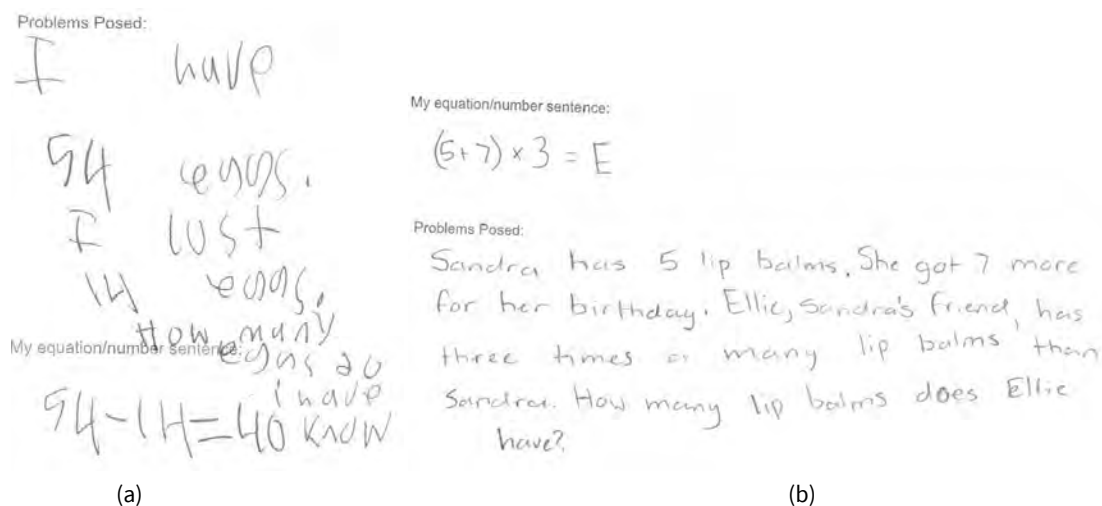 Problems Posed:
I have
54 eggs.
I lost
14 eggs.
How many
eggs do
i have
know
My equation/number sentence:
54-14=40
(a)
My equation/number sentence:
(5+7) × 3 = E
Problems Posed:
Sandra has 5 lip balms. She got 7 more
for her birthday. Ellie, Sandra's friend, has
three times as many lip balms than
Sandra. How many lip balms does Ellie
have?
(b)